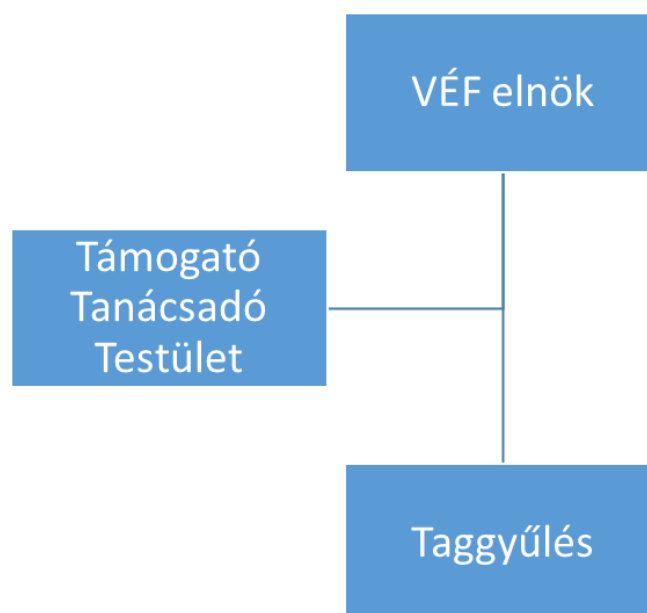 VÉF elnök
Támogató
Tanácsadó
Testület
Taggyűlés